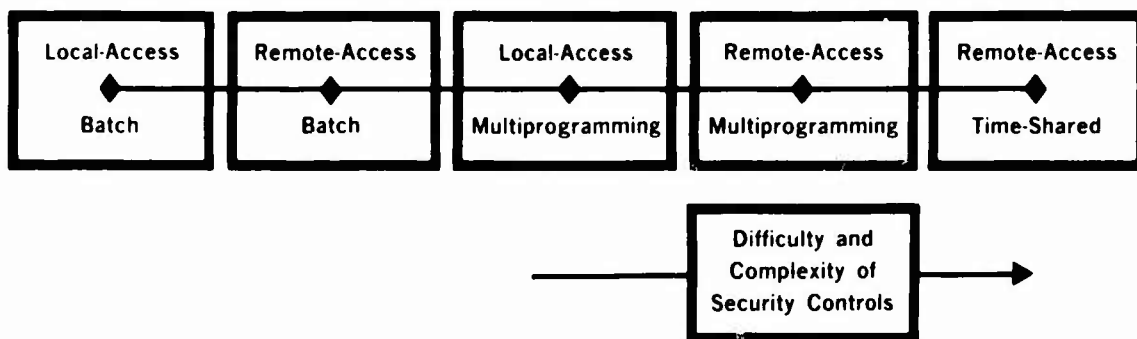 Local-Access
Batch
Remote-Access
Batch
Local-Access
Multiprogramming
Remote-Access
Multiprogramming
Remote-Access
Time-Shared
Difficulty and
Complexity of
Security Controls